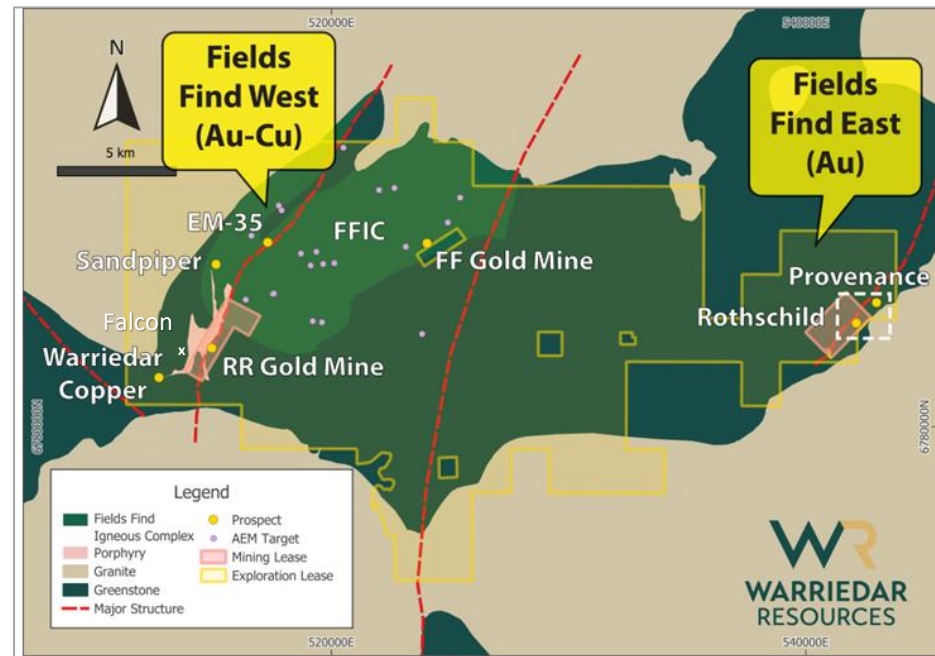 520000E
540000E
N
5 km
Fields
Find West
(Au-Cu)
Fields
Find East
(Au)
EM-35
FFIC
Sandpiper
FF Gold Mine
Provenance
Rothschild
Falcon
x
Warriedar
Copper
RR Gold Mine
6780000N
6780000N
Legend
Fields Find
Igneous Complex
Porphyry
Granite
Greenstone
Major Structure
Prospect
AEM Target
Mining Lease
Exploration Lease
WR
WARRIEDAR
RESOURCES
520000E
540000E